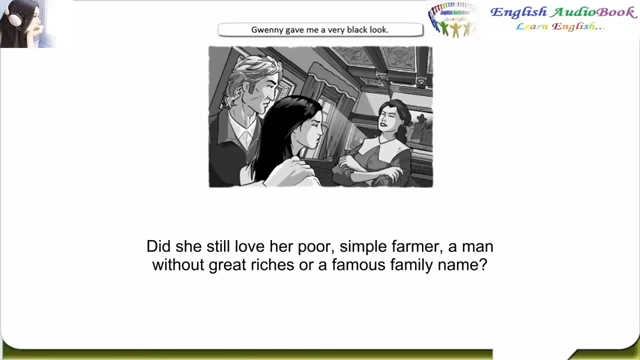 Gwenny gave me a very black look.
English AudioBook
Learn English...
Did she still love her poor, simple farmer, a man
without great riches or a famous family name?